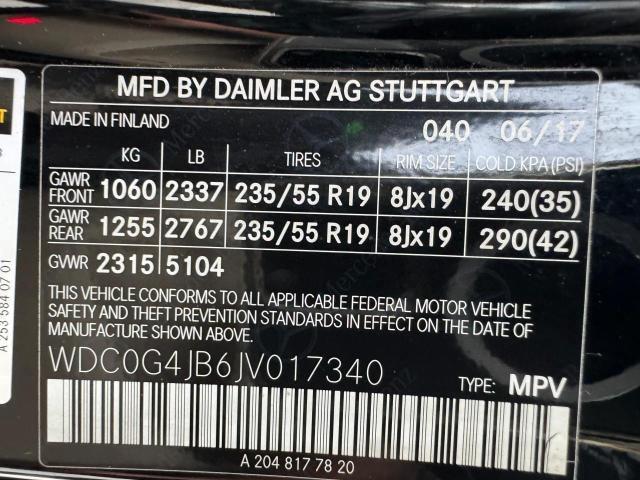 MFD BY DAIMLER AG STUTTGART
MADE IN FINLAND 040 06/17
KG LB TIRES RIM SIZE COLD KPA (PSI)
GAWR FRONT 1060 2337 235/55 R19 8Jx19 240(35)
GAWR REAR 1255 2767 235/55 R19 8Jx19 290(42)
GVWR 2315 5104
THIS VEHICLE CONFORMS TO ALL APPLICABLE FEDERAL MOTOR VEHICLE
SAFETY AND THEFT PREVENTION STANDARDS IN EFFECT ON THE DATE OF
MANUFACTURE SHOWN ABOVE.
WDC0G4JB6JV017340
TYPE: MPV
A 204 817 78 20
A 253 584 07 01